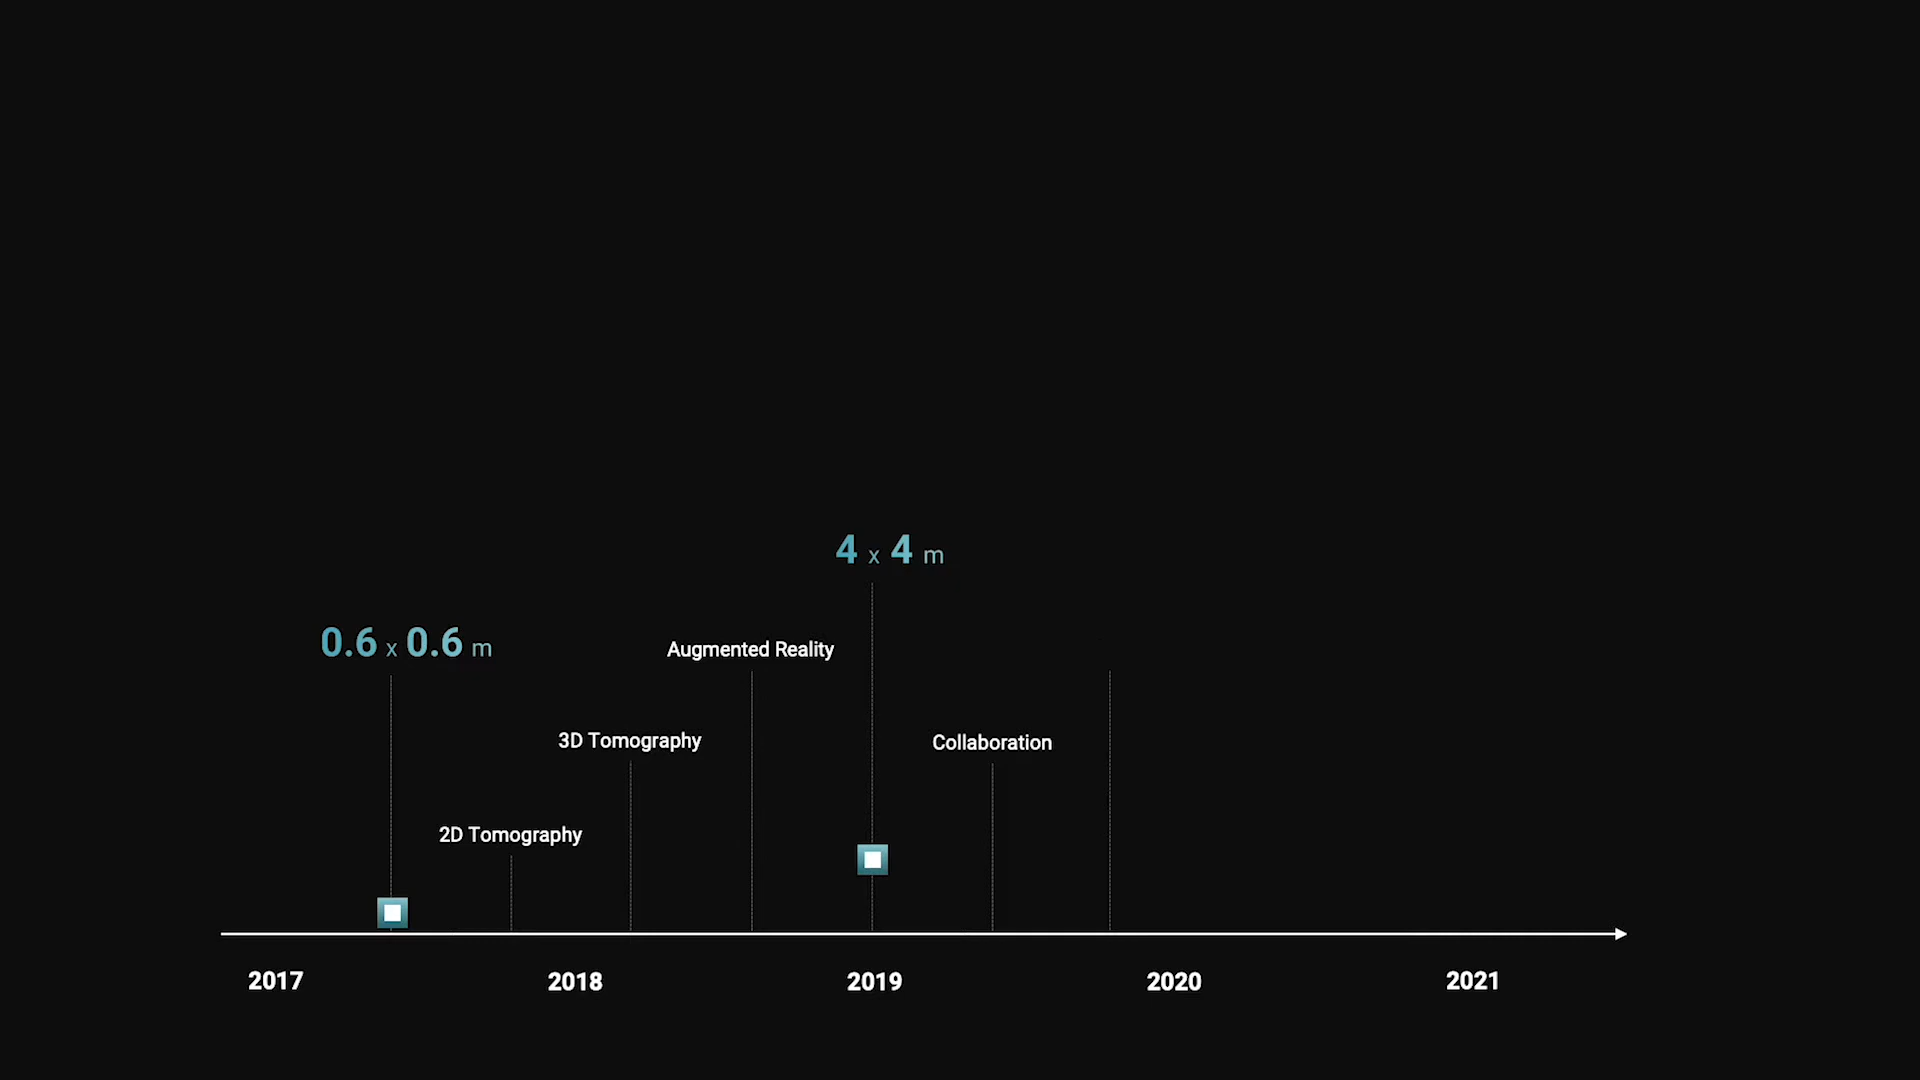 4 x 4 m
0.6 x 0.6 m
Augmented Reality
3D Tomography
Collaboration
2D Tomography
2017
2018
2019
2020
2021